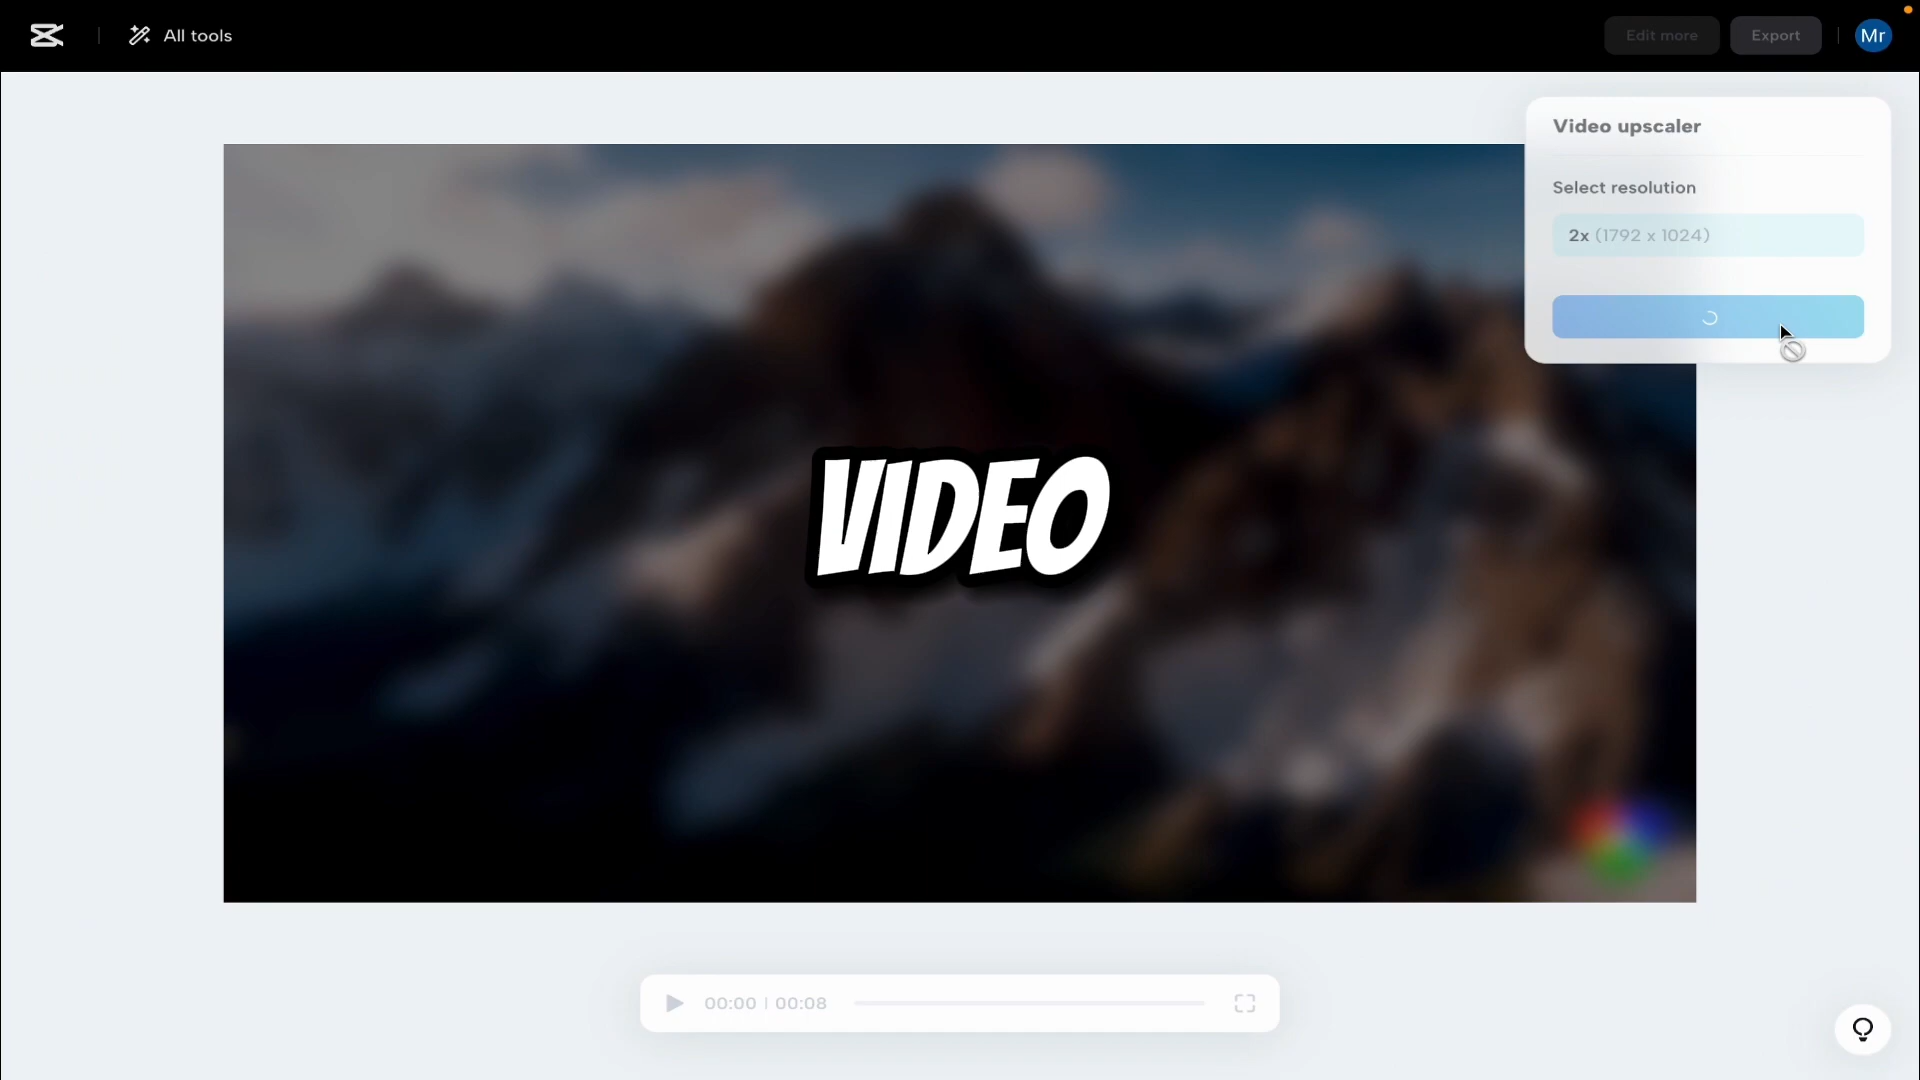 All tools
Edit more
Export
Mr
Video upscaler
Select resolution
2x (1792 x 1024)
VIDEO
00:00 | 00:08